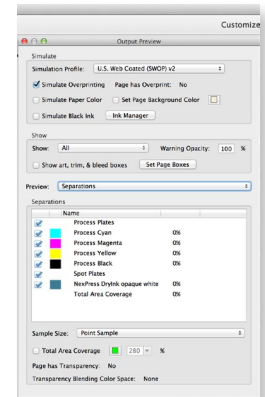 Customize
Output Preview
Simulate
Simulation Profile: U.S. Web Coated (SWOP) v2
Simulate Overprinting Page has Overprint: No
Simulate Paper Color Set Page Background Color
Simulate Black Ink Ink Manager
Show
Show: All Warning Opacity: 100 %
Show art, trim, & bleed boxes Set Page Boxes
Preview: Separations
Separations
Name
Process Plates
Process Cyan 0%
Process Magenta 0%
Process Yellow 0%
Process Black 0%
Spot Plates
NexPress DryInk opaque white 0%
Total Area Coverage 0%
Sample Size: Point Sample
Total Area Coverage 280 %
Page has Transparency: No
Transparency Blending Color Space: None